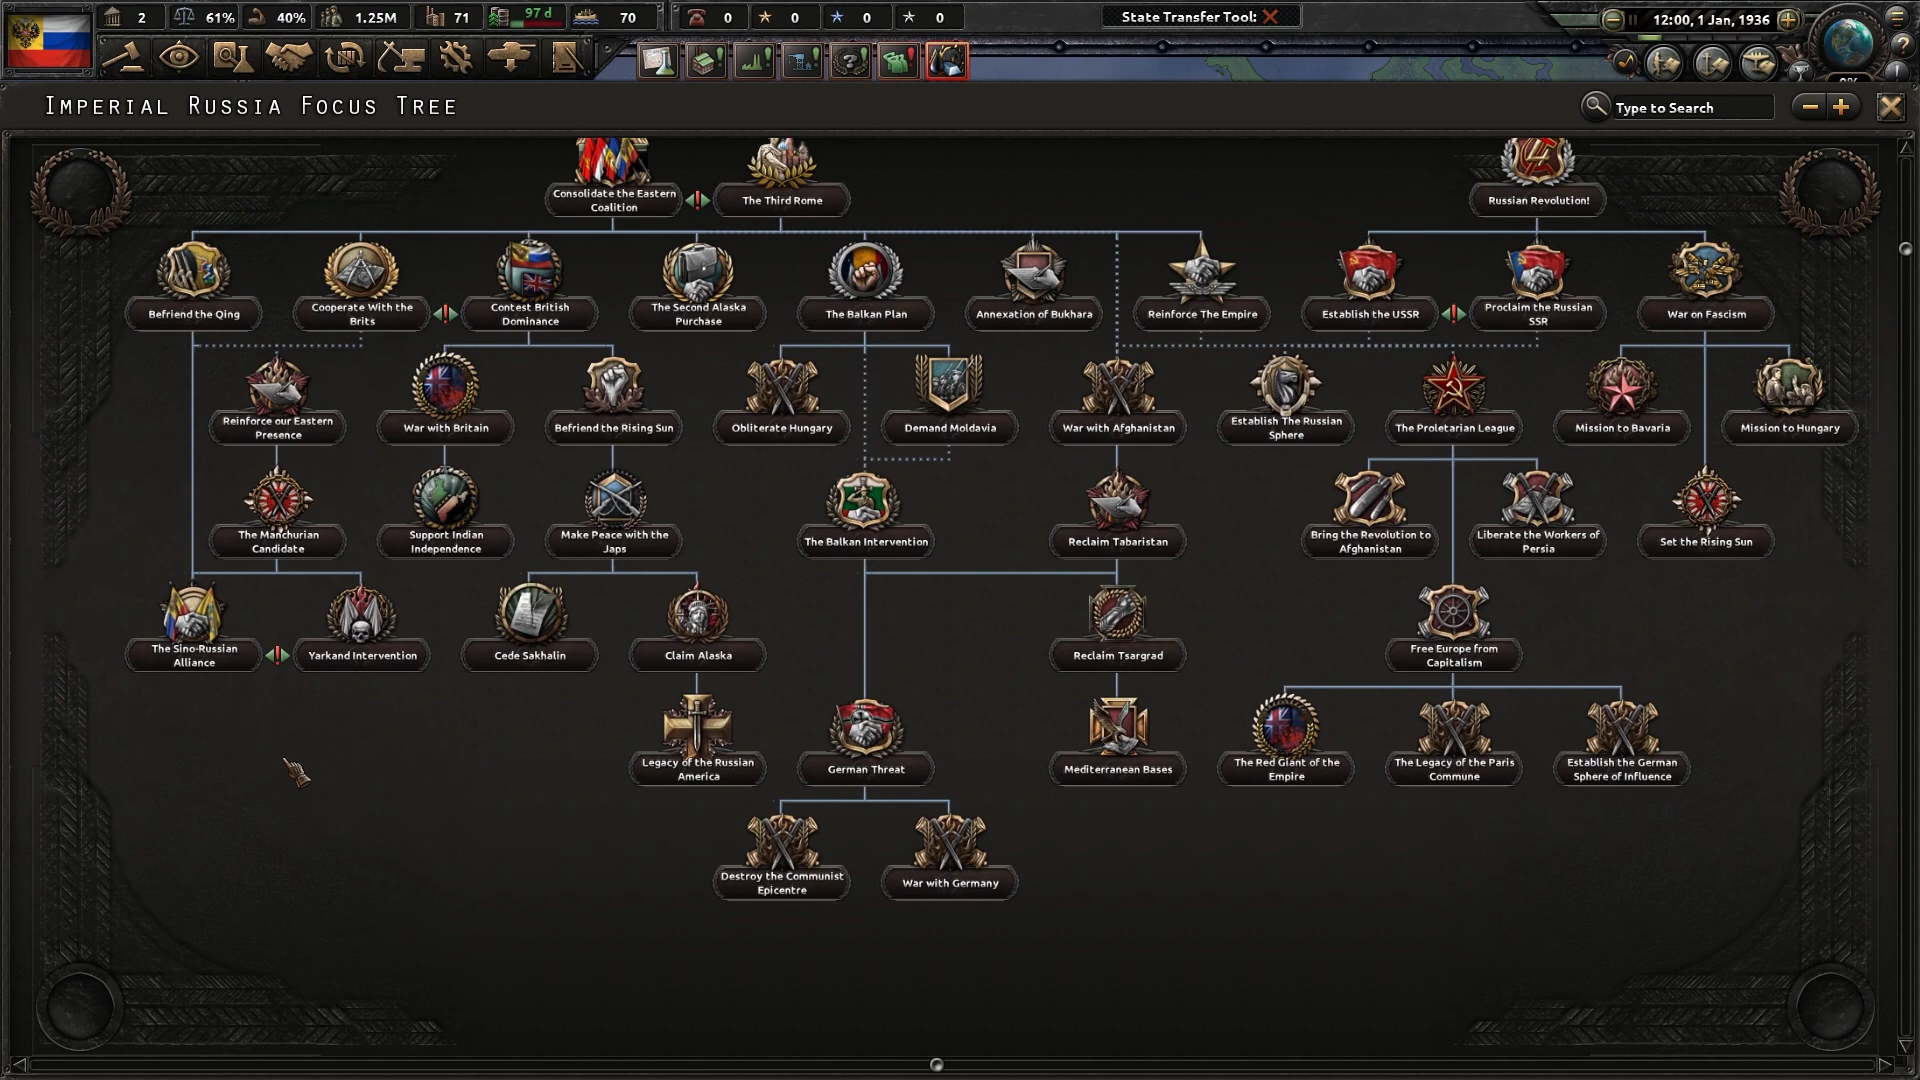 2 61% 40% 1.25M 71 97 d 70 0 0 0 0 State Transfer Tool: 12:00, 1 Jan, 1936
Imperial Russia Focus Tree
Type to Search
Consolidate the Eastern
Coalition
The Third Rome
Russian Revolution!
Befriend the Qing
Cooperate With the
Brits
Contest British
Dominance
The Second Alaska
Purchase
The Balkan Plan
Annexation of Bukhara
Reinforce The Empire
Establish the USSR
Proclaim the Russian
SSR
War on Fascism
Reinforce our Eastern
Presence
War with Britain
Befriend the Rising Sun
Obliterate Hungary
Demand Moldavia
War with Afghanistan
Establish The Russian
Sphere
The Proletarian League
Mission to Bavaria
Mission to Hungary
The Manchurian
Candidate
Support Indian
Independence
Make Peace with the
Japs
The Balkan Intervention
Reclaim Tabaristan
Bring the Revolution to
Afghanistan
Liberate the Workers of
Persia
Set the Rising Sun
The Sino-Russian
Alliance
Yarkand Intervention
Cede Sakhalin
Claim Alaska
Reclaim Tsargrad
Free Europe from
Capitalism
Legacy of the Russian
America
German Threat
Mediterranean Bases
The Red Giant of the
Empire
The Legacy of the Paris
Commune
Establish the German
Sphere of Influence
Destroy the Communist
Epicentre
War with Germany